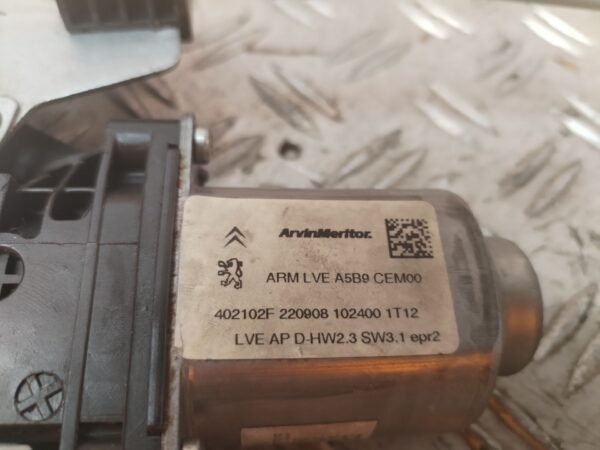 ArvinMeritor.
ARM LVE A5B9 CEM00
402102F 220908 102400 1T12
LVE AP D-HW2.3 SW3.1 epr2